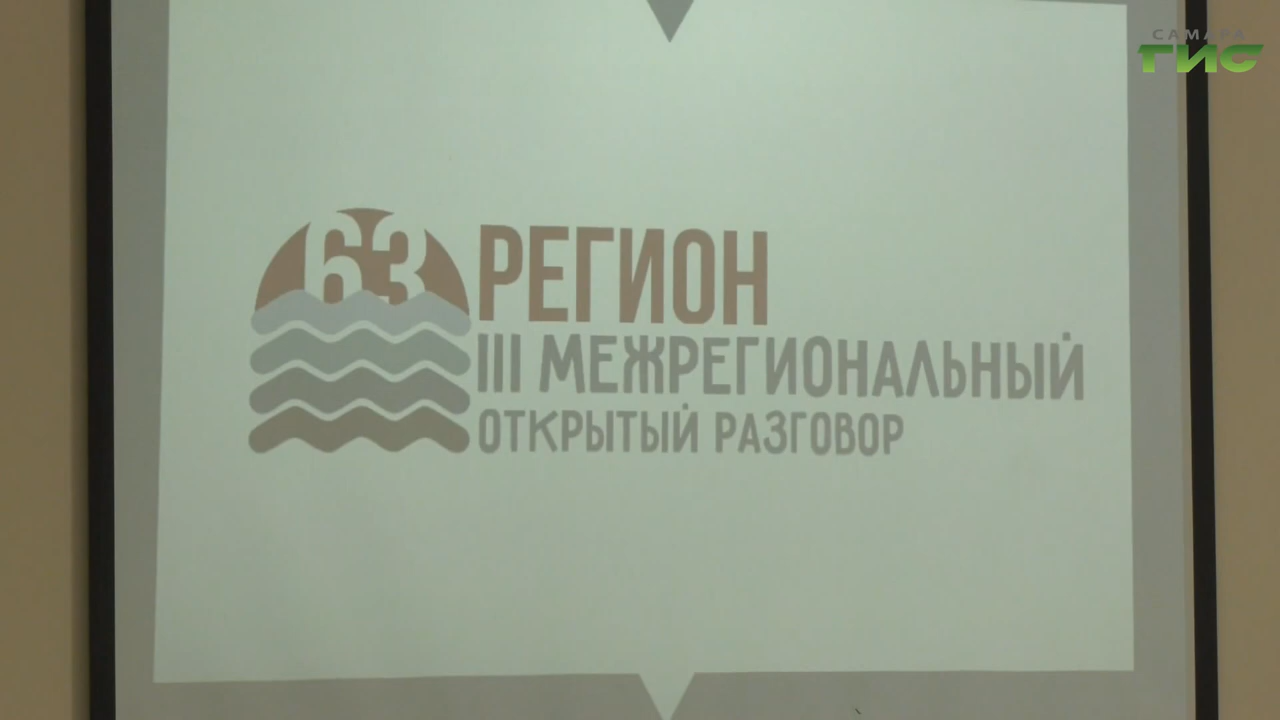 САМАРА
ГИС
63 РЕГИОН
III МЕЖРЕГИОНАЛЬНЫЙ
ОТКРЫТЫЙ РАЗГОВОР